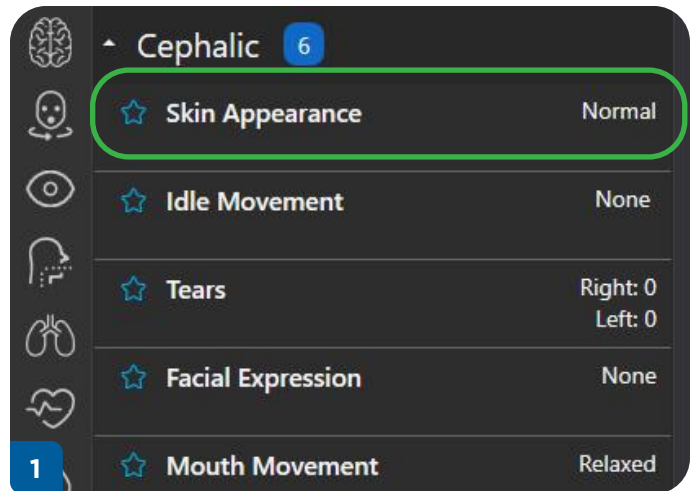 Cephalic 6
Skin Appearance Normal
Idle Movement None
Tears Right: 0
Left: 0
Facial Expression None
Mouth Movement Relaxed
1